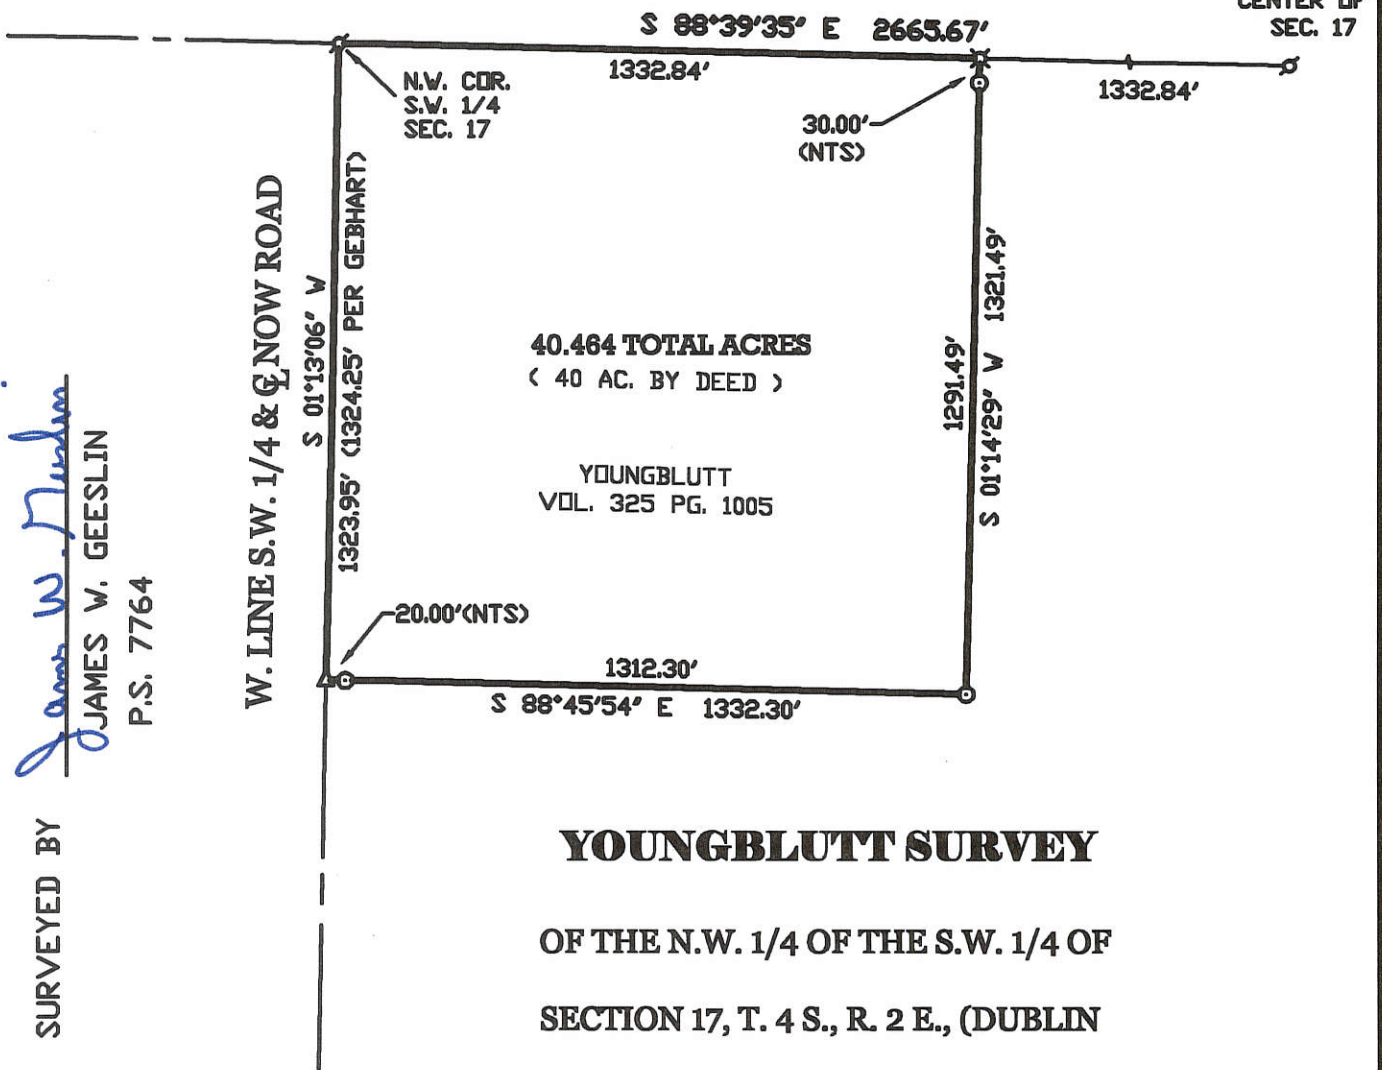 CENTER OF
SEC. 17
S 88°39'35" E 2665.67'
1332.84'
1332.84'
N.W. COR.
S.W. 1/4
SEC. 17
30.00'
(NTS)
W. LINE S.W. 1/4 & ℄ NOW ROAD
S 01°13'06" W
1323.95' (1324.25' PER GEBHART)
40.464 TOTAL ACRES
( 40 AC. BY DEED )
YOUNGBLUTT
VOL. 325 PG. 1005
1291.49'
S 01°14'29" W 1321.49'
20.00'(NTS)
1312.30'
S 88°45'54" E 1332.30'
SURVEYED BY James W. Geeslin
JAMES W. GEESLIN
P.S. 7764
YOUNGBLUTT SURVEY
OF THE N.W. 1/4 OF THE S.W. 1/4 OF
SECTION 17, T. 4 S., R. 2 E., (DUBLIN